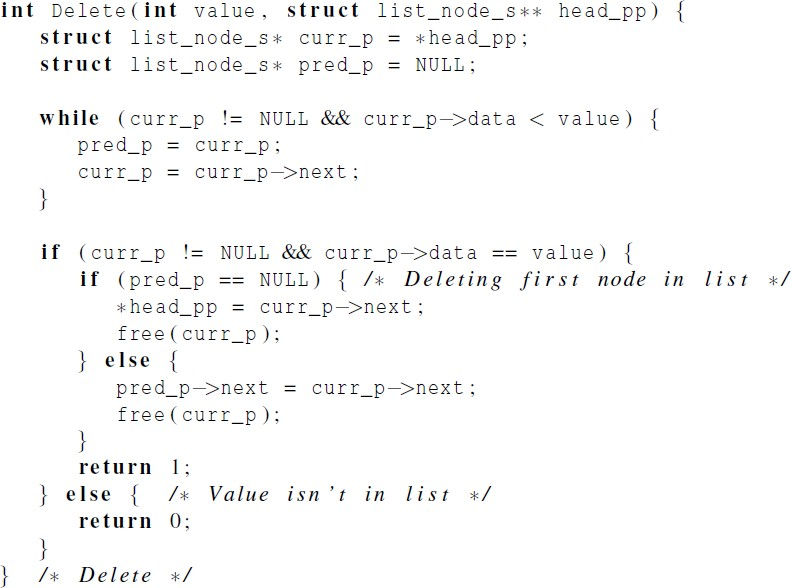 int Delete(int value, struct list_node_s** head_pp) {
   struct list_node_s* curr_p = *head_pp;
   struct list_node_s* pred_p = NULL;

   while (curr_p != NULL && curr_p->data < value) {
      pred_p = curr_p;
      curr_p = curr_p->next;
   }

   if (curr_p != NULL && curr_p->data == value) {
      if (pred_p == NULL) { /* Deleting first node in list */
         *head_pp = curr_p->next;
         free(curr_p);
      } else {
         pred_p->next = curr_p->next;
         free(curr_p);
      }
      return 1;
   } else {  /* Value isn't in list */
      return 0;
   }
}  /* Delete */